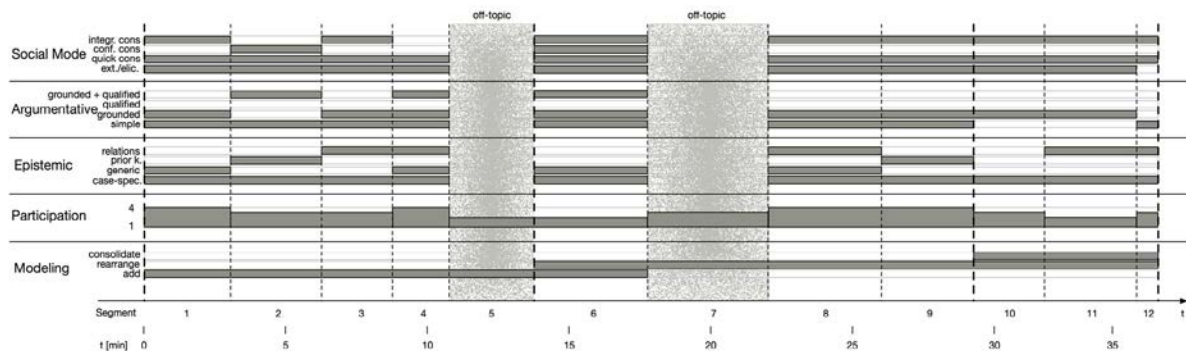 off-topic off-topic
Social Mode
integr. cons
conf. cons
quick cons
ext./elic.
Argumentative
grounded + qualified
qualified
grounded
simple
Epistemic
relations
prior k.
generic
case-spec.
Participation
4
1
Modeling
consolidate
rearrange
add
Segment 1 2 3 4 5 6 7 8 9 10 11 12 t
t [min] 0 5 10 15 20 25 30 35